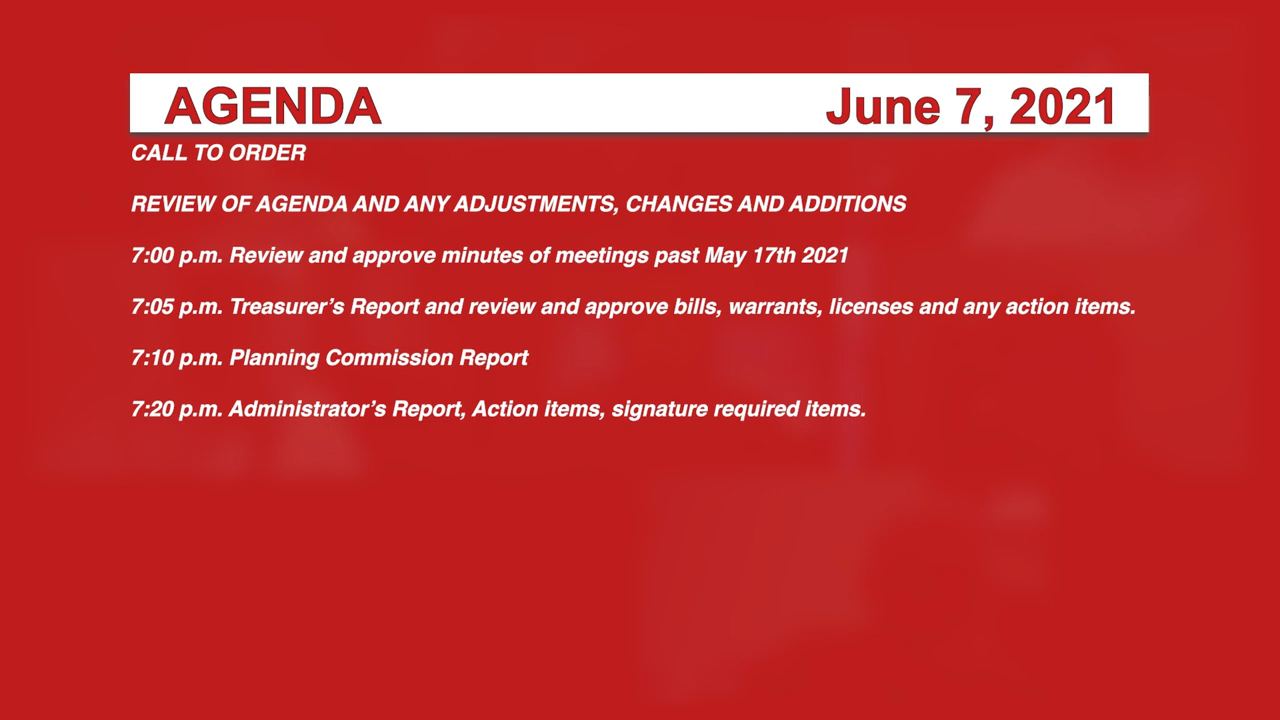 AGENDA June 7, 2021
CALL TO ORDER
REVIEW OF AGENDA AND ANY ADJUSTMENTS, CHANGES AND ADDITIONS
7:00 p.m. Review and approve minutes of meetings past May 17th 2021
7:05 p.m. Treasurer’s Report and review and approve bills, warrants, licenses and any action items.
7:10 p.m. Planning Commission Report
7:20 p.m. Administrator’s Report, Action items, signature required items.